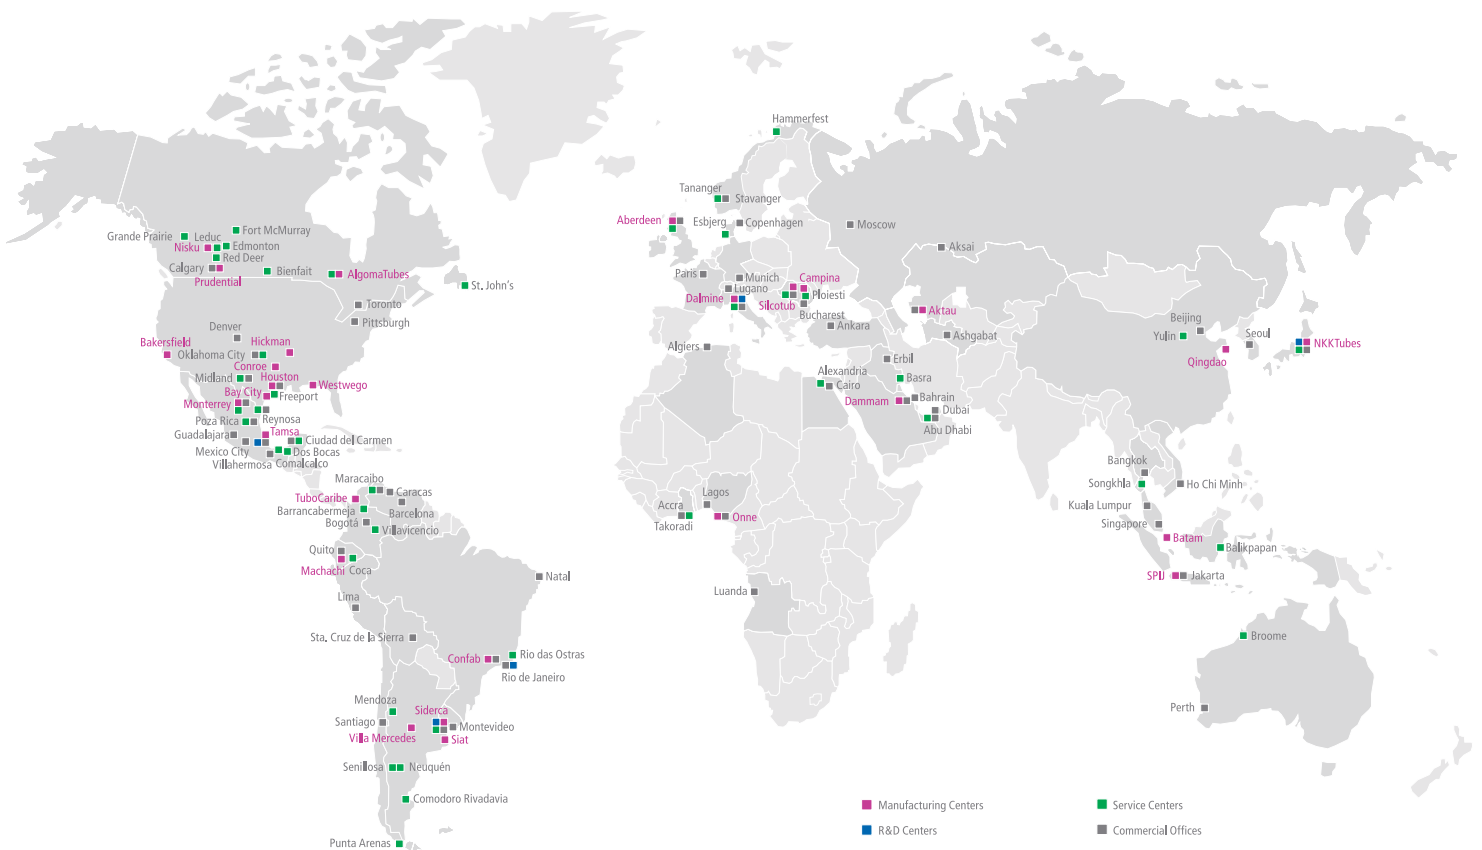 Hammerfest
Tananger
Stavanger
Aberdeen
Esbjerg
Copenhagen
Moscow
Aksai
Fort McMurray
Grande Prairie
Leduc
Nisku
Edmonton
Red Deer
Calgary
Bienfait
AlgomaTubes
Prudential
St. John's
Paris
Munich
Campina
Lugano
Dalmine
Silcotub
Ploiesti
Bucharest
Ankara
Aktau
Ashgabat
Toronto
Pittsburgh
Denver
Bakersfield
Hickman
Oklahoma City
Conroe
Midland
Houston
Westwego
Bay City
Freeport
Monterrey
Reynosa
Poza Rica
Guadalajara
Tamsa
Ciudad del Carmen
Mexico City
Dos Bocas
Villahermosa
Comalcalco
Algiers
Alexandria
Cairo
Erbil
Basra
Dammam
Bahrain
Dubai
Abu Dhabi
Beijing
Yulin
Seoul
Qingdao
NKKTubes
Maracaibo
TuboCaribe
Caracas
Barrancabermeja
Barcelona
Bogotá
Villavicencio
Quito
Machachi
Coca
Lima
Natal
Lagos
Accra
Takoradi
Onne
Luanda
Bangkok
Songkhla
Ho Chi Minh
Kuala Lumpur
Singapore
Batam
Balikpapan
SPIJ
Jakarta
Broome
Perth
Sta. Cruz de la Sierra
Confab
Rio das Ostras
Rio de Janeiro
Mendoza
Siderca
Santiago
Montevideo
Villa Mercedes
Siat
Senillosa
Neuquén
Comodoro Rivadavia
Punta Arenas
Manufacturing Centers
Service Centers
R&D Centers
Commercial Offices